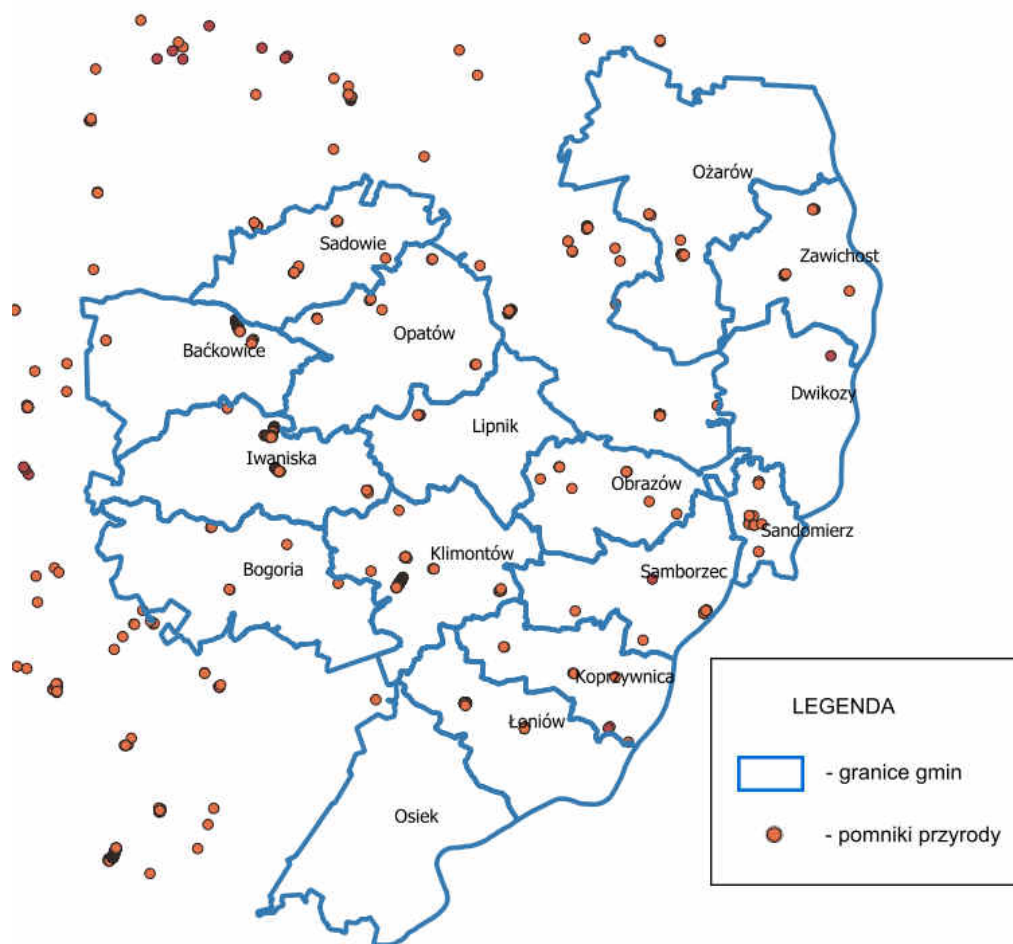 Ożarów
Sadowie
Zawichost
Opatów
Baćkowice
Dwikozy
Lipnik
Iwaniska
Obrazów
Sandomierz
Klimontów
Bogoria
Samborzec
Koprzywnica
Łoniów
Osiek
LEGENDA
- granice gmin
- pomniki przyrody